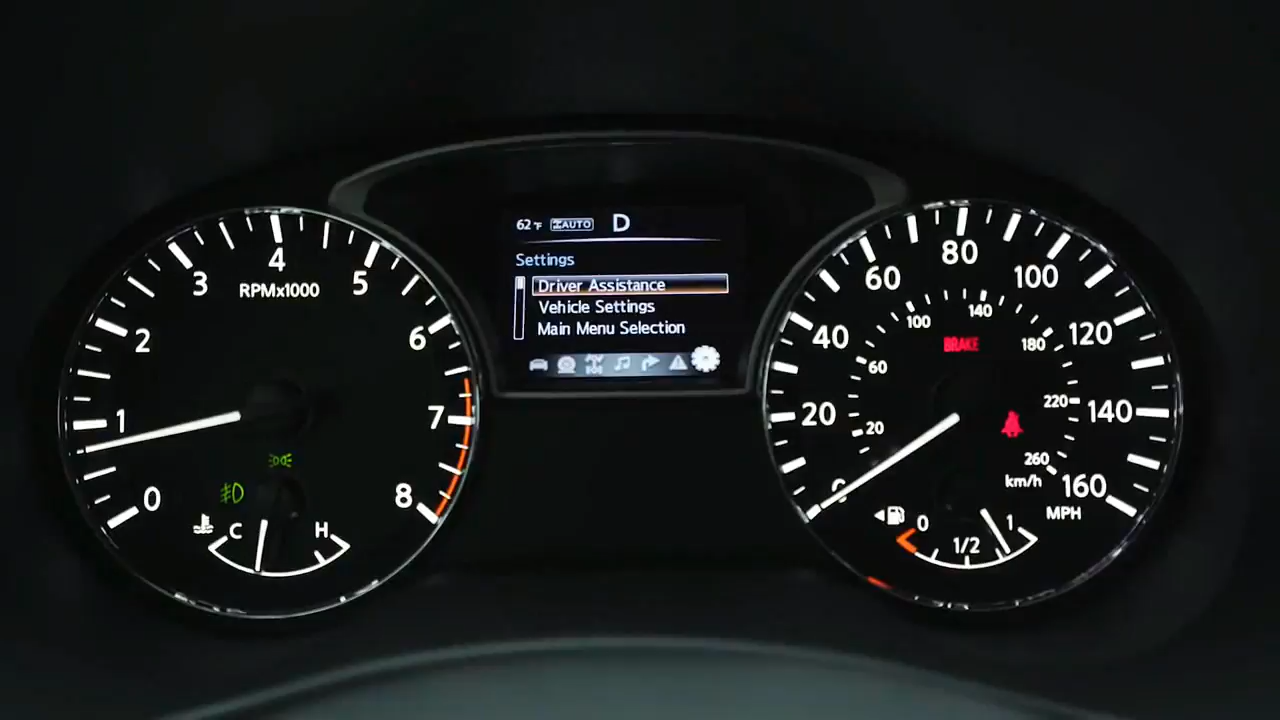 62°F AUTO D
Settings
Driver Assistance
Vehicle Settings
Main Menu Selection
0
1
2
3
4
5
6
7
8
RPMx1000
C H
0
20
40
60
80
100
120
140
160
MPH
20
60
100
140
180
220
260
km/h
BRAKE
0 1/2 1